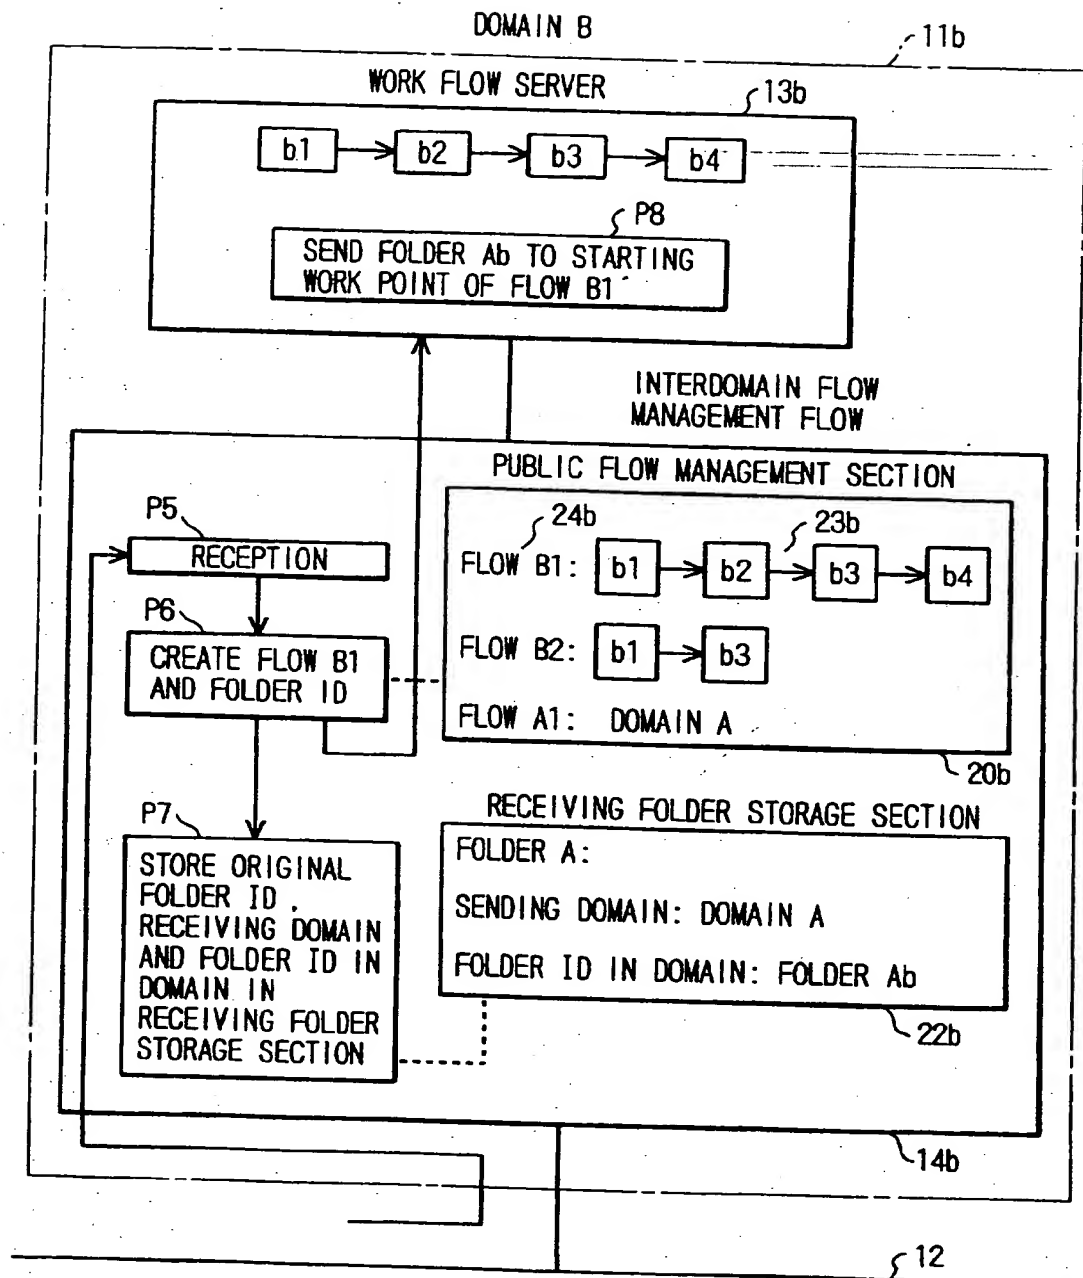 DOMAIN B
11b
WORK FLOW SERVER
13b
b1 b2 b3 b4
P8
SEND FOLDER Ab TO STARTING
WORK POINT OF FLOW B1
INTERDOMAIN FLOW
MANAGEMENT FLOW
PUBLIC FLOW MANAGEMENT SECTION
P5
RECEPTION
24b
23b
FLOW B1: b1 b2 b3 b4
P6
CREATE FLOW B1
AND FOLDER ID
FLOW B2: b1 b3
FLOW A1: DOMAIN A
20b
P7
STORE ORIGINAL
FOLDER ID.
RECEIVING DOMAIN
AND FOLDER ID IN
DOMAIN IN
RECEIVING FOLDER
STORAGE SECTION
RECEIVING FOLDER STORAGE SECTION
FOLDER A:
SENDING DOMAIN: DOMAIN A
FOLDER ID IN DOMAIN: FOLDER Ab
22b
14b
12